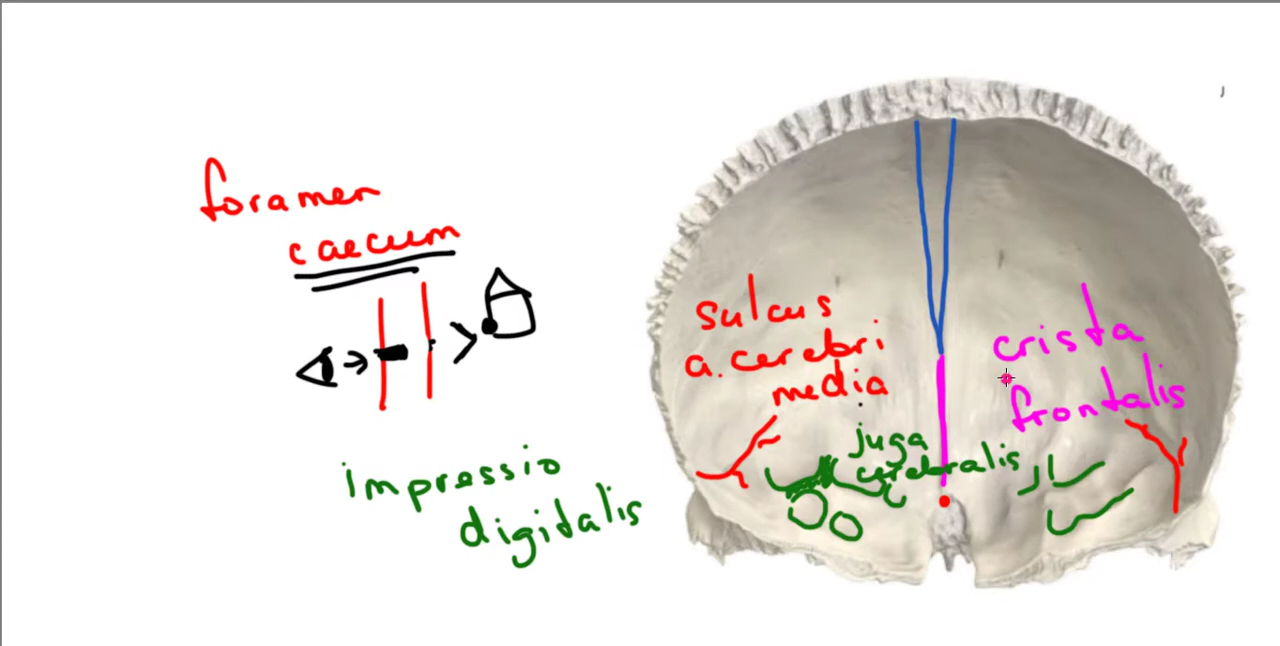 foramen
caecum
impressio
digitalis
sulcus
a. cerebri
media
juga
cerebralis
crista
frontalis